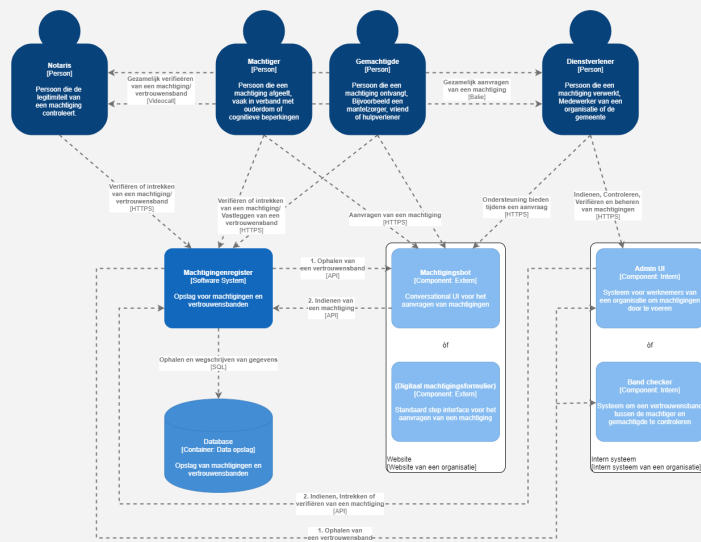 Notaris
[Person]
Persoon die de
legitimiteit van
een machtiging
controleert.
Machtiger
[Person]
Persoon die een
machtiging afgeeft,
vaak in verband met
ouderdom of
cognitieve beperkingen
Gemachtigde
[Person]
Persoon die een
machtiging ontvangt,
Bijvoorbeeld een
mantelzorger, vriend
of hulpverlener
Dienstverlener
[Person]
Persoon die een
machtiging verwerkt,
Medewerker van een
organisatie of de
gemeente
Gezamelijk verifiëren
van een machtiging/
vertrouwensband
[Videocall]
Gezamelijk aanvragen
van een machtiging
[Balie]
Verifiëren of intrekken
van een machtiging/
vertrouwensband
[HTTPS]
Verifiëren of intrekken
van een machtiging/
Vastleggen van een
vertrouwensband
[HTTPS]
Aanvragen van een machtiging
[HTTPS]
Ondersteuning bieden
tijdens een aanvraag
[HTTPS]
Indienen, Controleren,
Verifiëren en beheren
van machtigingen
[HTTPS]
Machtigingenregister
[Software System]
Opslag voor machtigingen en
vertrouwensbanden
1. Ophalen van
een vertrouwensband
[API]
2. Indienen van
een machtiging
[API]
Machtigingsbot
[Component: Extern]
Conversational UI voor het
aanvragen van machtigingen
óf
(Digitaal machtigingsformulier)
[Component: Extern]
Standaard step interface voor het
aanvragen van een machtiging
Website
[Website van een organisatie]
Admin UI
[Component: Intern]
Systeem voor werknemers van
een organisatie om machtigingen
door te voeren
óf
Band checker
[Component: Intern]
Systeem om een vertrouwensband
tussen de machtiger en
gemachtigde te controleren
Intern systeem
[Intern systeem van een organisatie]
Ophalen en wegschrijven van gegevens
[SQL]
Database
[Container: Data opslag]
Opslag van machtigingen en
vertrouwensbanden
2. Indienen, Intrekken of
verifiëren van een machtiging
[API]
1. Ophalen van
een vertrouwensband